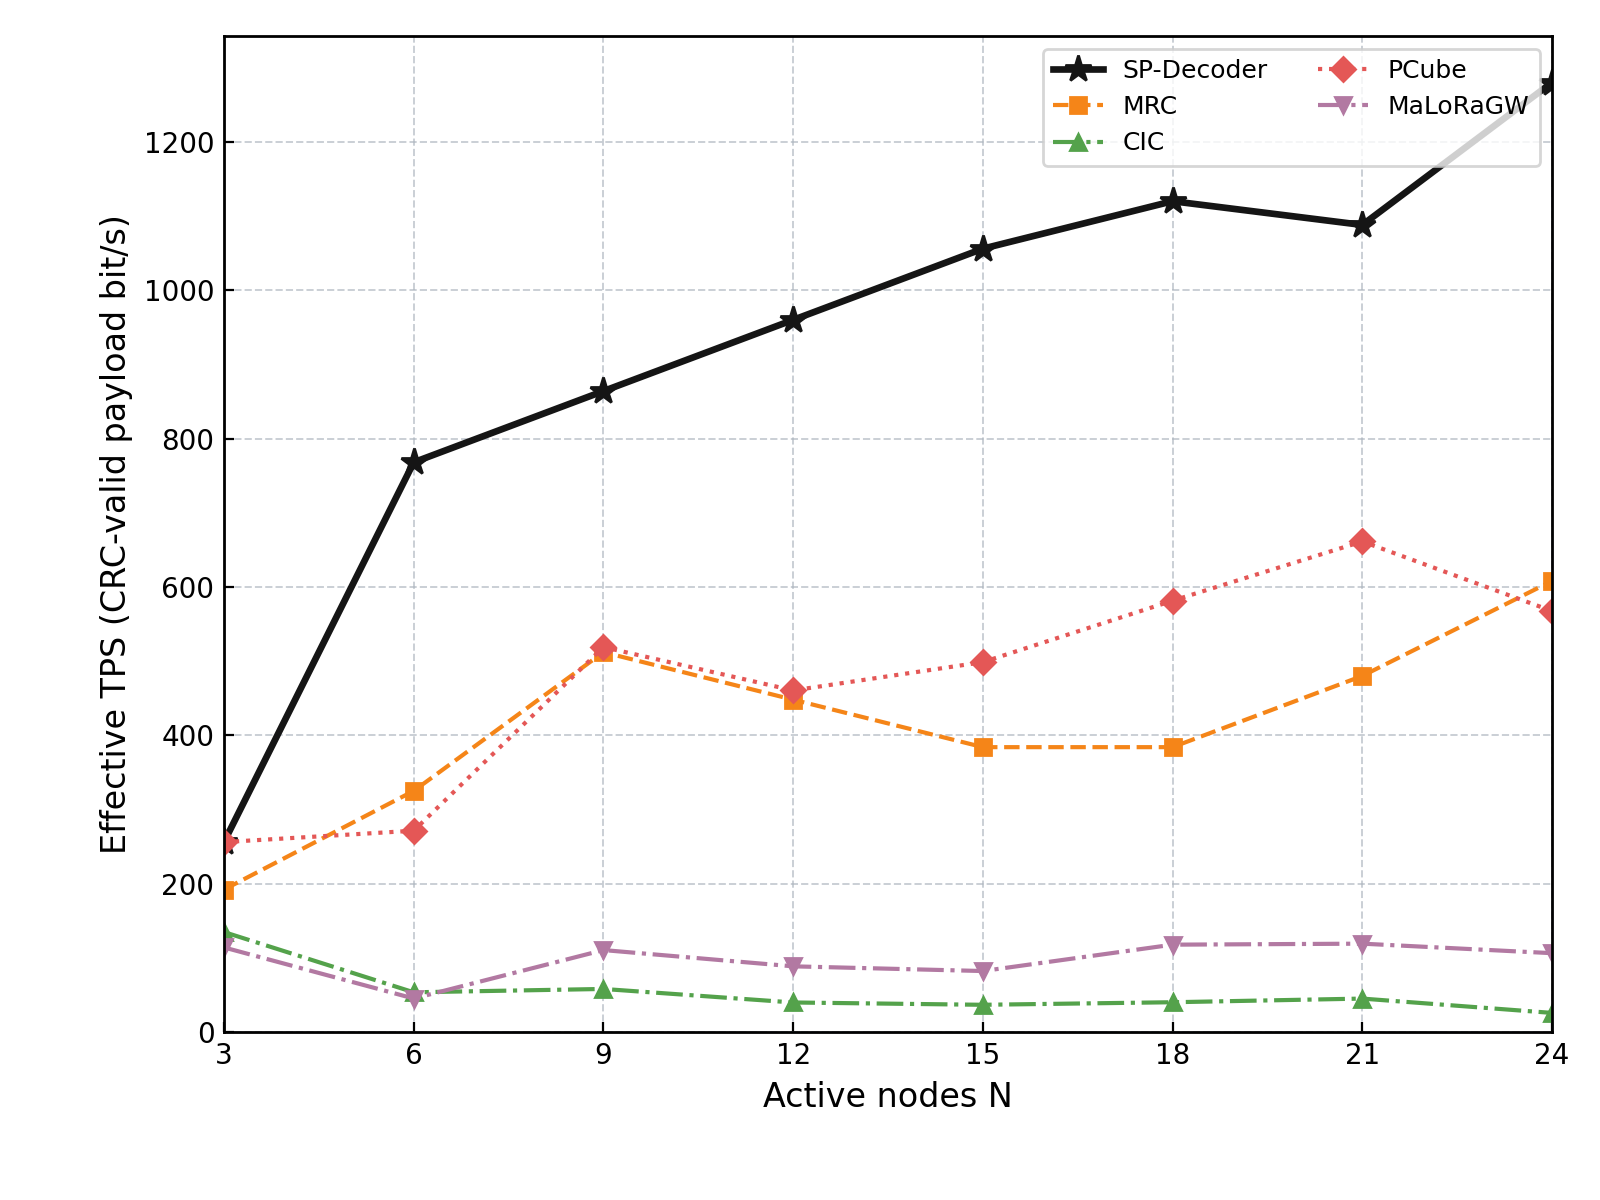 SP-Decoder
MRC
CIC
PCube
MaLoRaGW
Effective TPS (CRC-valid payload bit/s)
1200
1000
800
600
400
200
0
3 6 9 12 15 18 21 24
Active nodes N